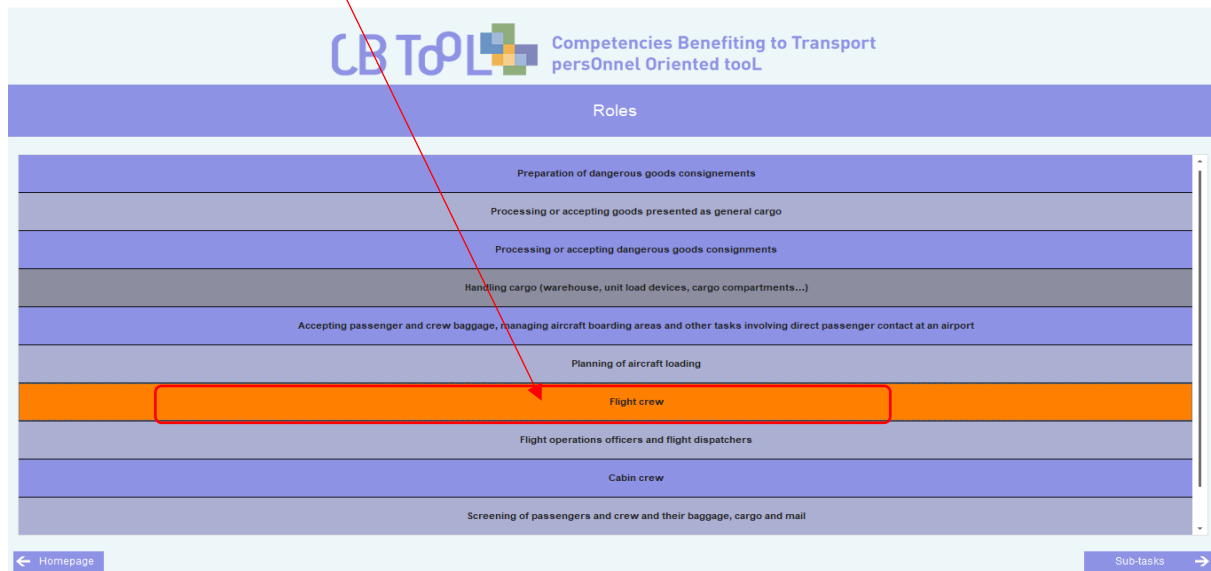 CB TOOL
Competencies Benefiting to Transport
persOnnel Oriented tooL
Roles
Preparation of dangerous goods consignements
Processing or accepting goods presented as general cargo
Processing or accepting dangerous goods consignments
Handling cargo (warehouse, unit load devices, cargo compartments...)
Accepting passenger and crew baggage, managing aircraft boarding areas and other tasks involving direct passenger contact at an airport
Planning of aircraft loading
Flight crew
Flight operations officers and flight dispatchers
Cabin crew
Screening of passengers and crew and their baggage, cargo and mail
Homepage
Sub-tasks